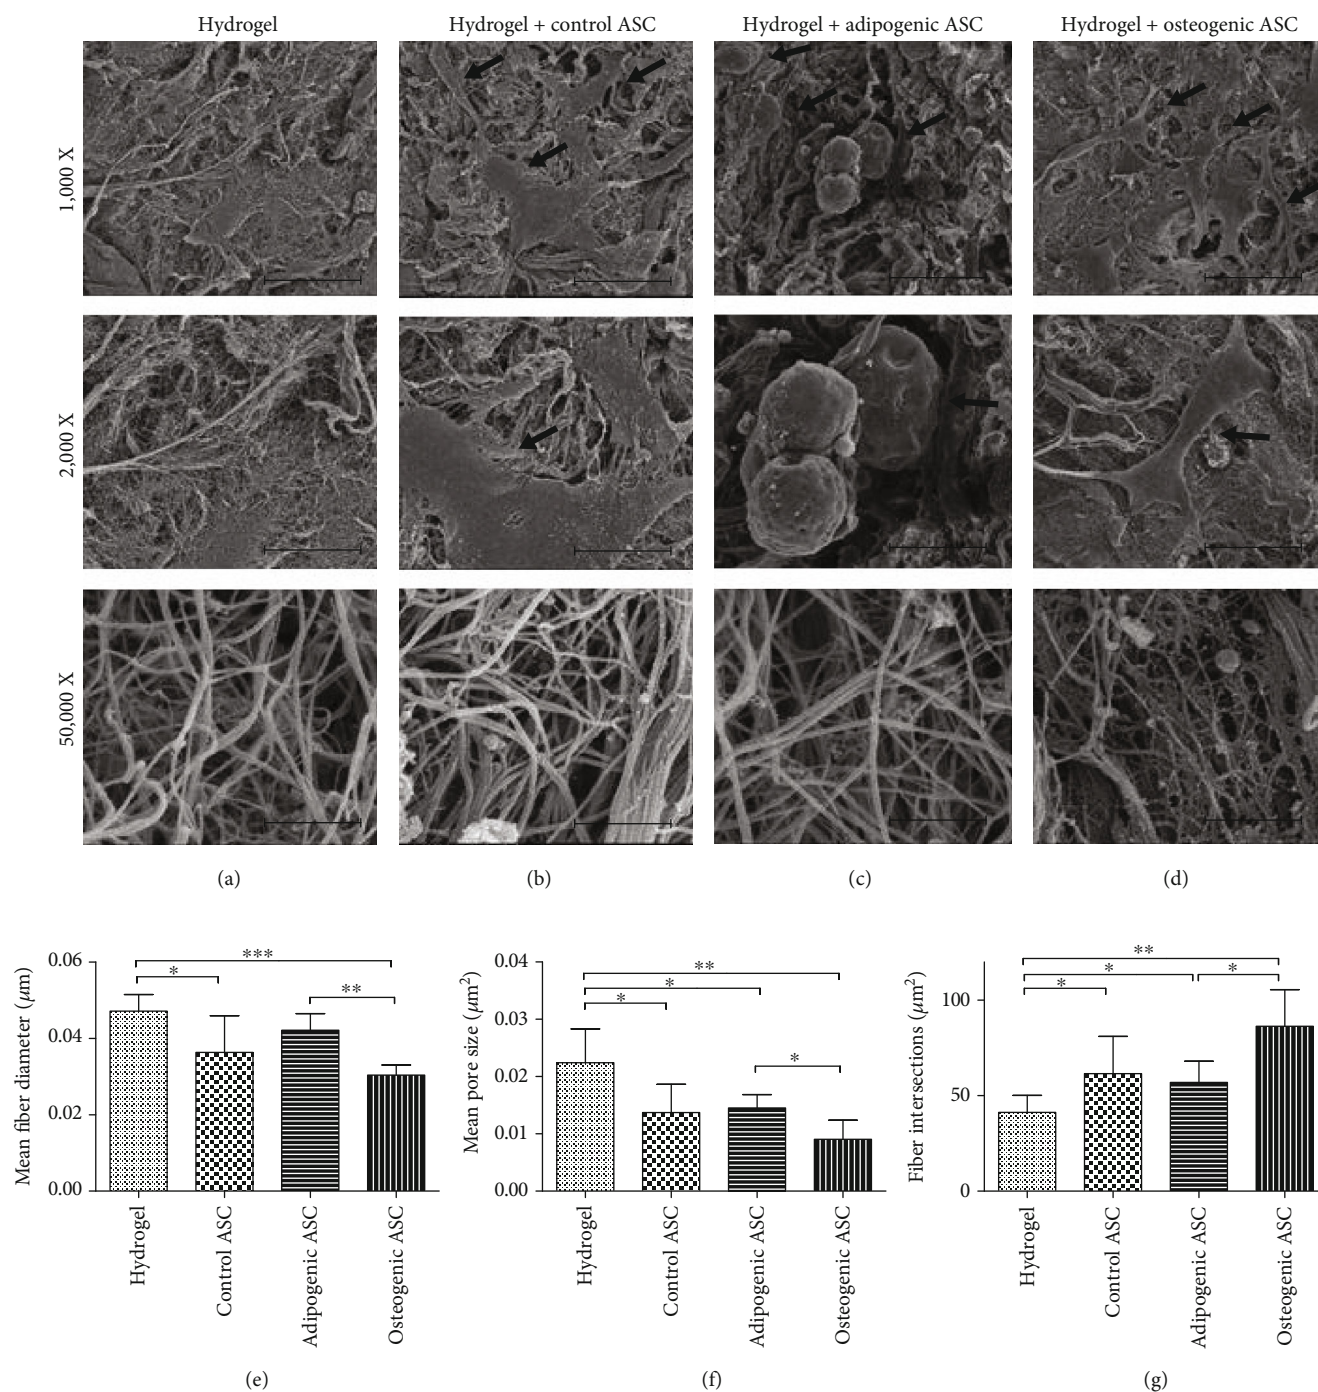 Hydrogel
Hydrogel + control ASC
Hydrogel + adipogenic ASC
Hydrogel + osteogenic ASC
1,000 X
2,000 X
50,000 X
(a)
(b)
(c)
(d)
Mean fiber diameter (μm)
0.06
0.04
0.02
0.00
***
*
**
Hydrogel
Control ASC
Adipogenic ASC
Osteogenic ASC
(e)
Mean pore size (μm²)
0.04
0.03
0.02
0.01
0.00
**
*
*
*
Hydrogel
Control ASC
Adipogenic ASC
Osteogenic ASC
(f)
Fiber intersections (μm²)
100
50
0
**
*
*
*
Hydrogel
Control ASC
Adipogenic ASC
Osteogenic ASC
(g)